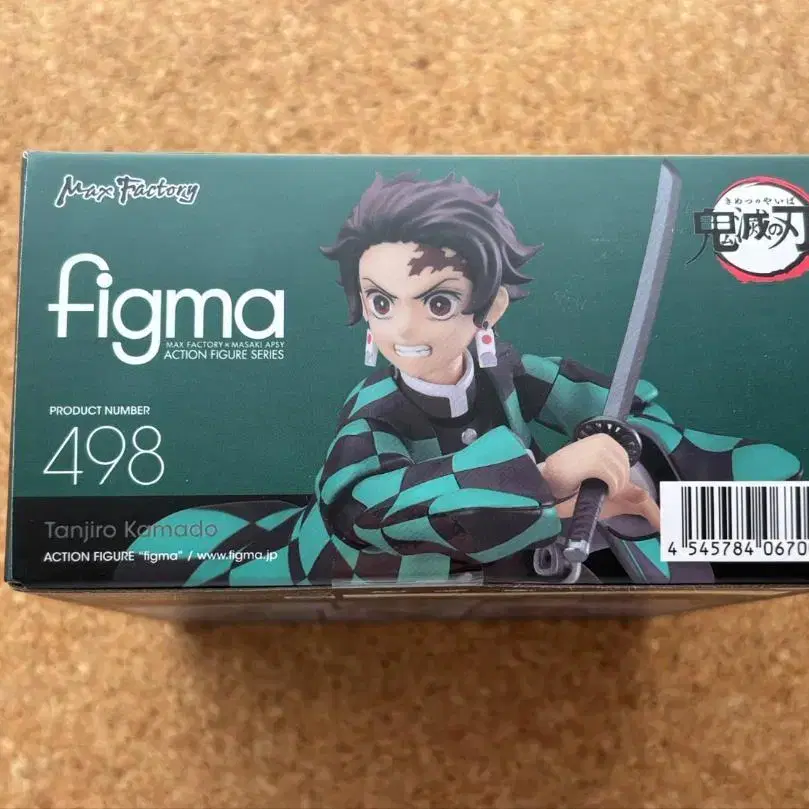 Max Factory
figma
MAX FACTORY × MASAKI APSY
ACTION FIGURE SERIES
PRODUCT NUMBER
498
Tanjiro Kamado
ACTION FIGURE "figma" / www.figma.jp
きめつのやいば
鬼滅の刃
4 545784 0670